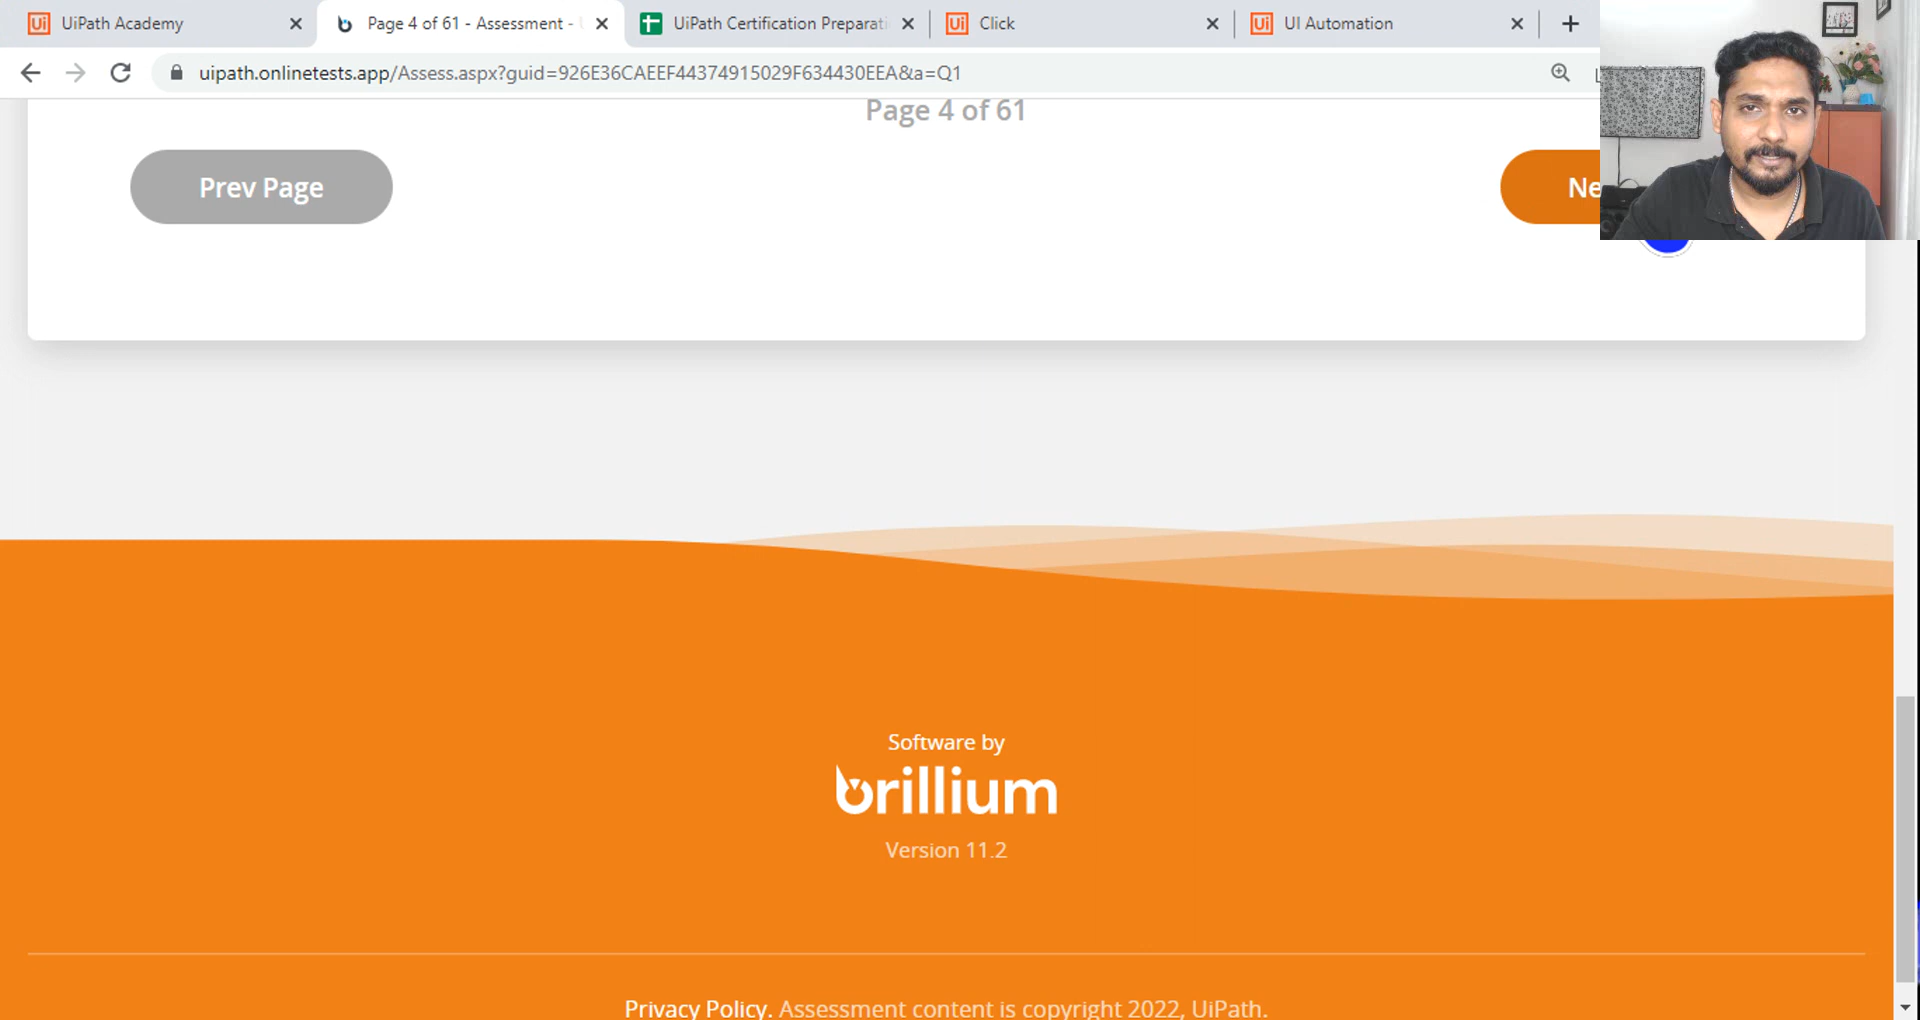 UiPath Academy
Page 4 of 61 - Assessment -
UiPath Certification Preparati
Click
UI Automation
uipath.onlinetests.app/Assess.aspx?guid=926E36CAEEF44374915029F634430EEA&a=Q1
Page 4 of 61
Prev Page
Ne
Software by
brillium
Version 11.2
Privacy Policy. Assessment content is copyright 2022, UiPath.